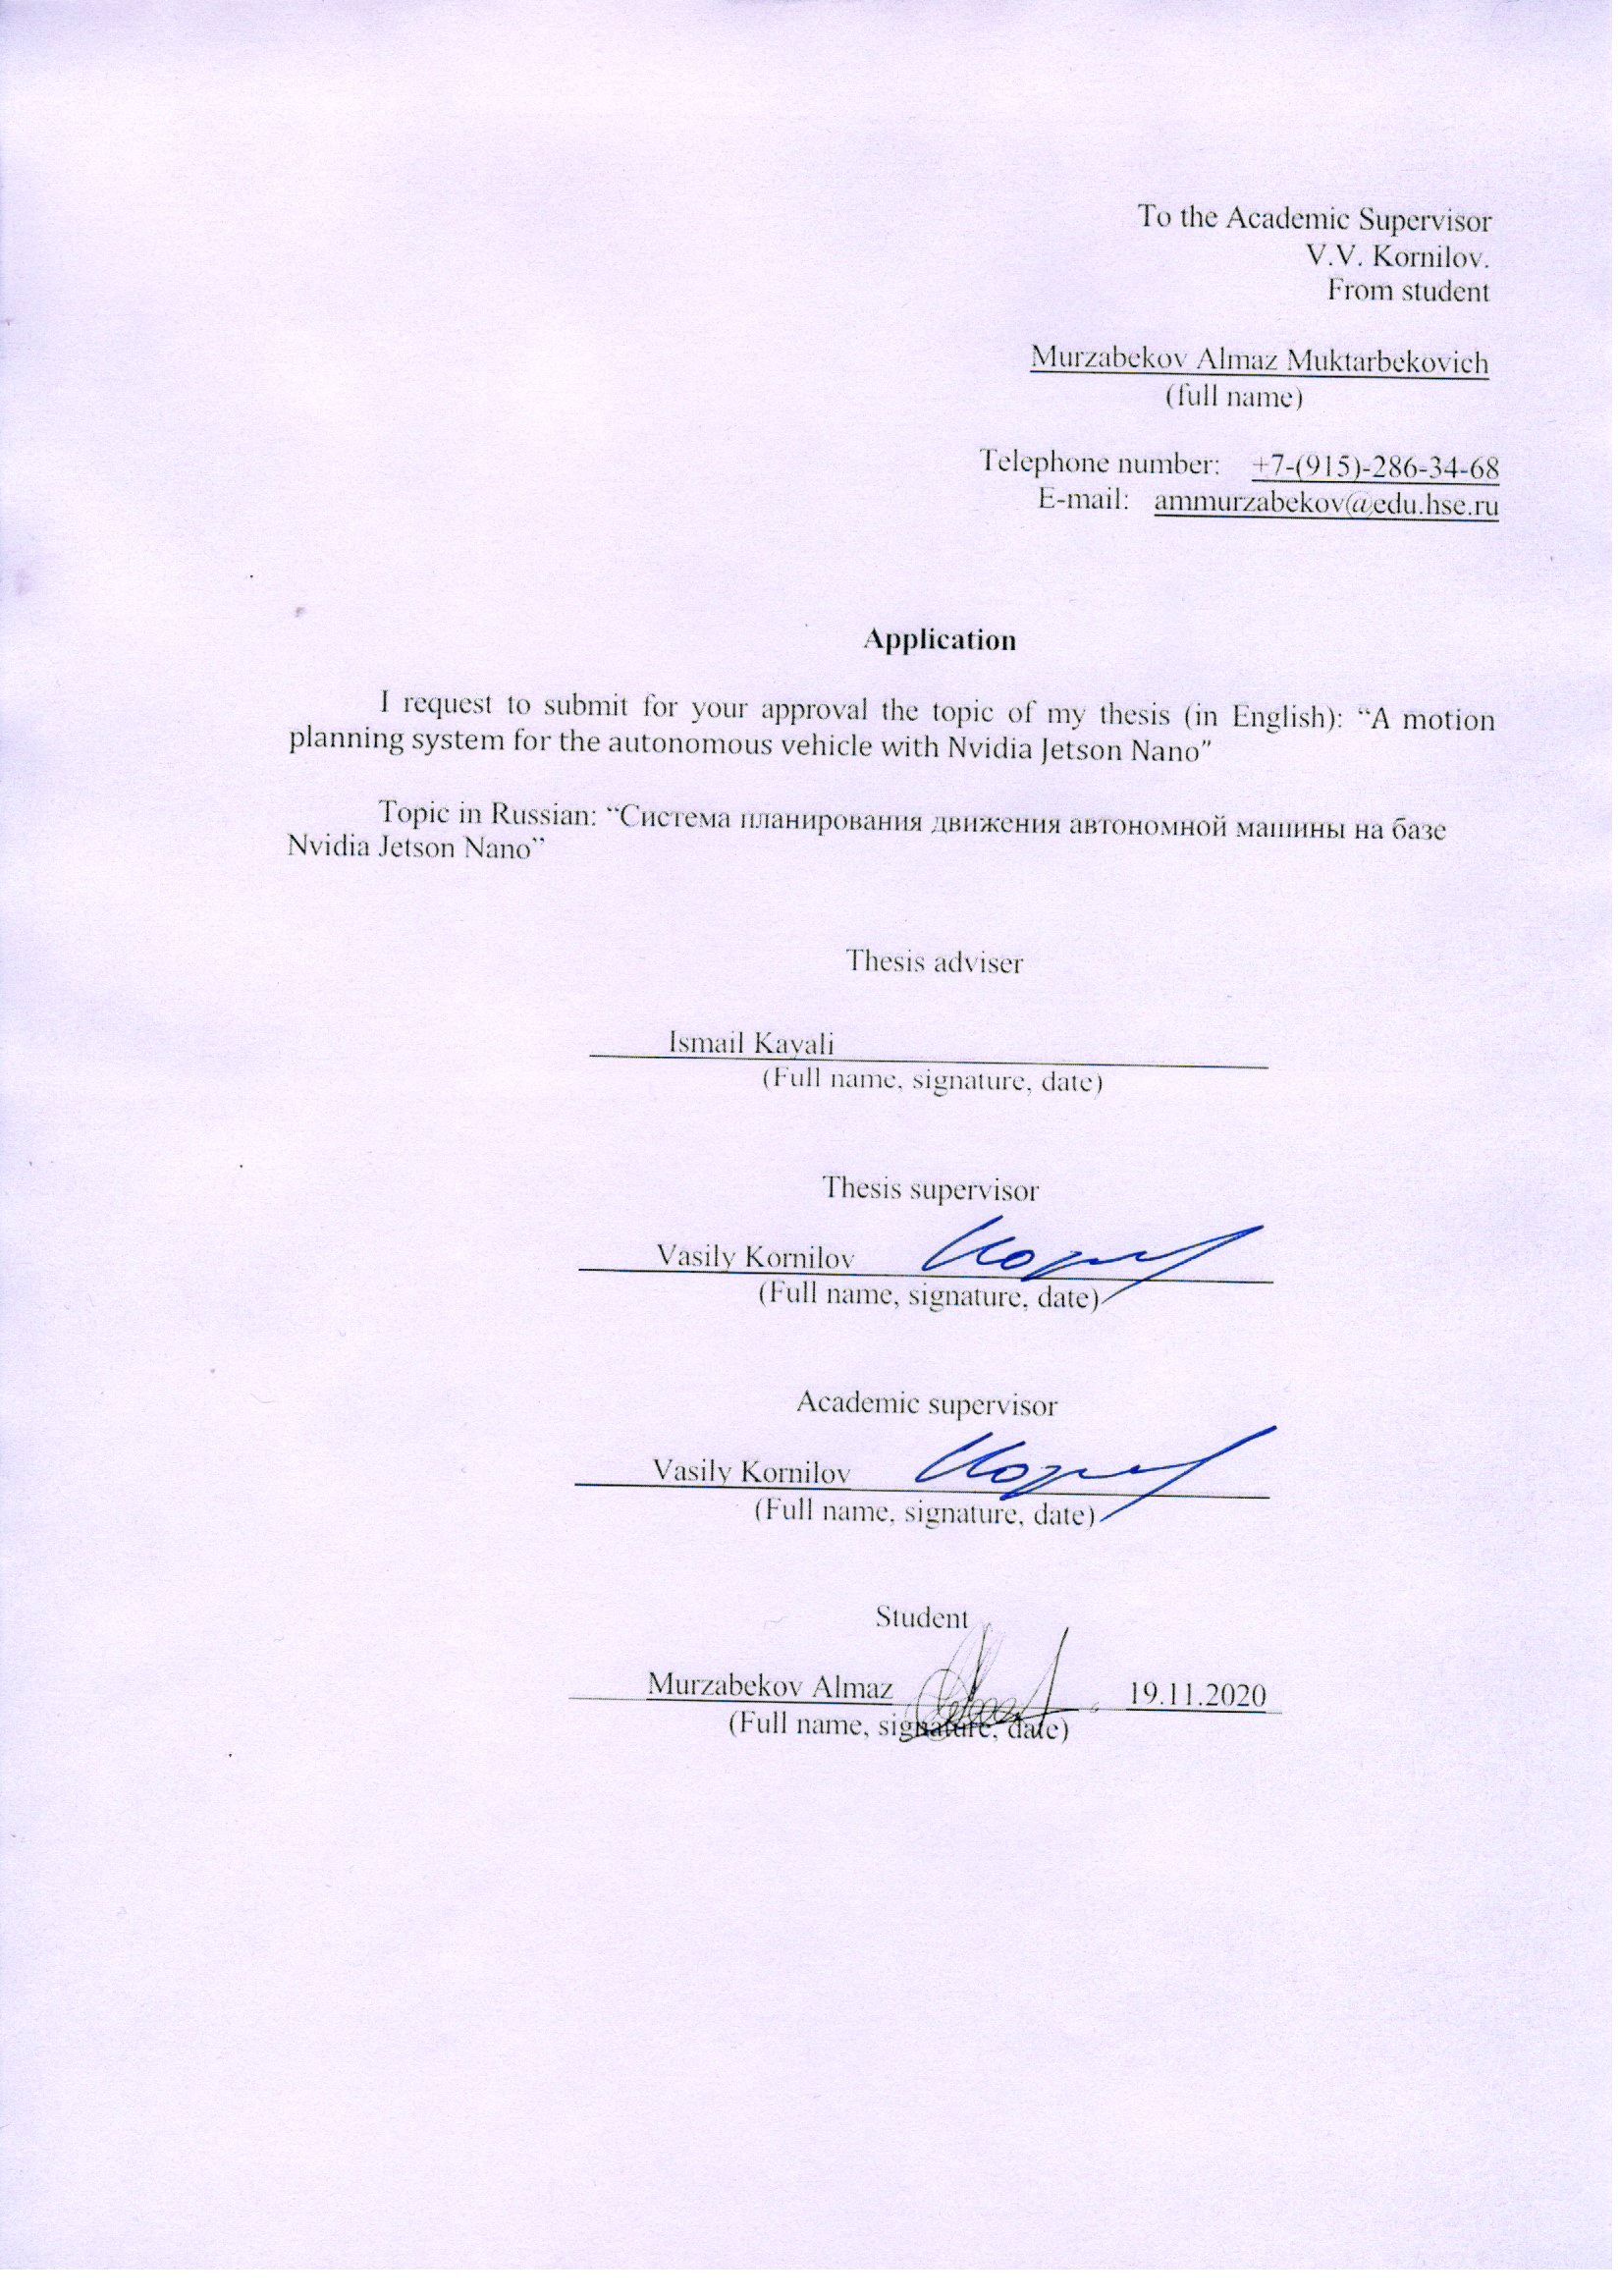 To the Academic Supervisor
V.V. Kornilov.
From student
Murzabekov Almaz Muktarbekovich
(full name)
Telephone number: +7-(915)-286-34-68
E-mail: ammurzabekov@edu.hse.ru
Application
I request to submit for your approval the topic of my thesis (in English): “A motion
planning system for the autonomous vehicle with Nvidia Jetson Nano”
Topic in Russian: “Система планирования движения автономной машины на базе
Nvidia Jetson Nano”
Thesis adviser
Ismail Kayali
(Full name, signature, date)
Thesis supervisor
Vasily Kornilov
(Full name, signature, date)
Academic supervisor
Vasily Kornilov
(Full name, signature, date)
Student
Murzabekov Almaz 19.11.2020
(Full name, signature, date)